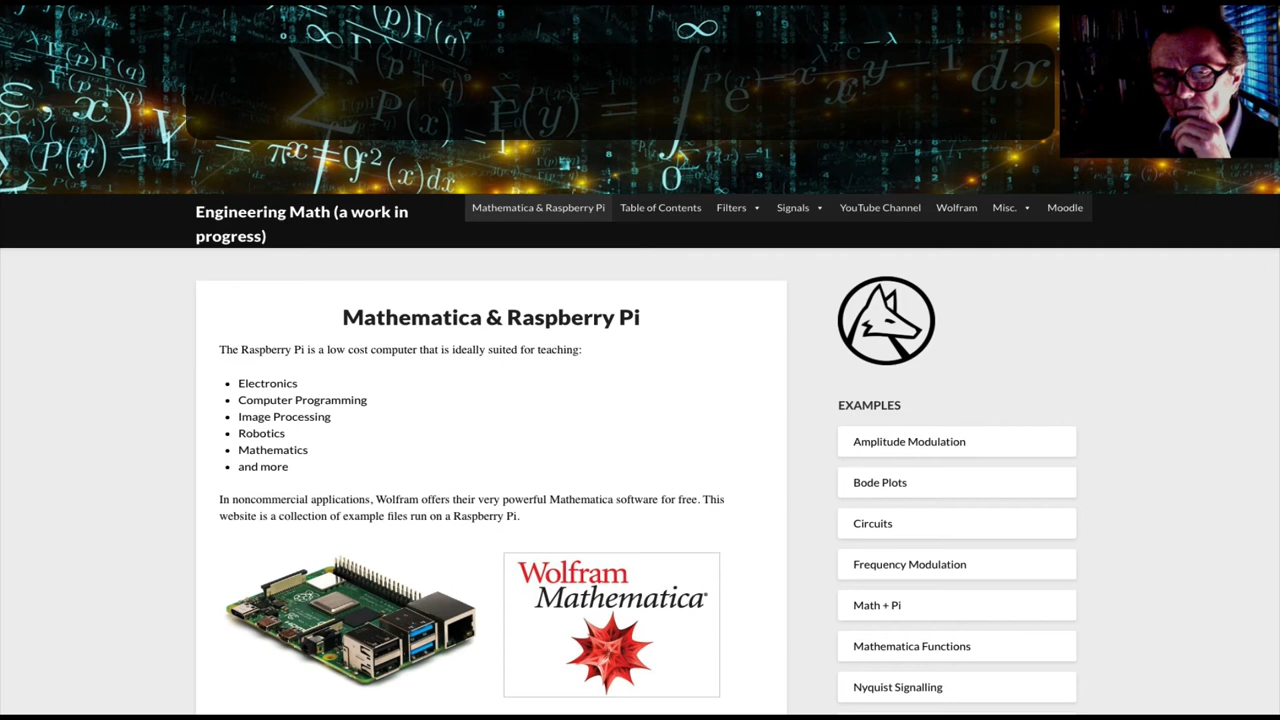 Engineering Math (a work in
progress)
Mathematica & Raspberry Pi
Table of Contents
Filters
Signals
YouTube Channel
Wolfram
Misc.
Moodle
Mathematica & Raspberry Pi
The Raspberry Pi is a low cost computer that is ideally suited for teaching:
Electronics
Computer Programming
Image Processing
Robotics
Mathematics
and more
In noncommercial applications, Wolfram offers their very powerful Mathematica software for free. This
website is a collection of example files run on a Raspberry Pi.
Wolfram
Mathematica®
EXAMPLES
Amplitude Modulation
Bode Plots
Circuits
Frequency Modulation
Math + Pi
Mathematica Functions
Nyquist Signalling